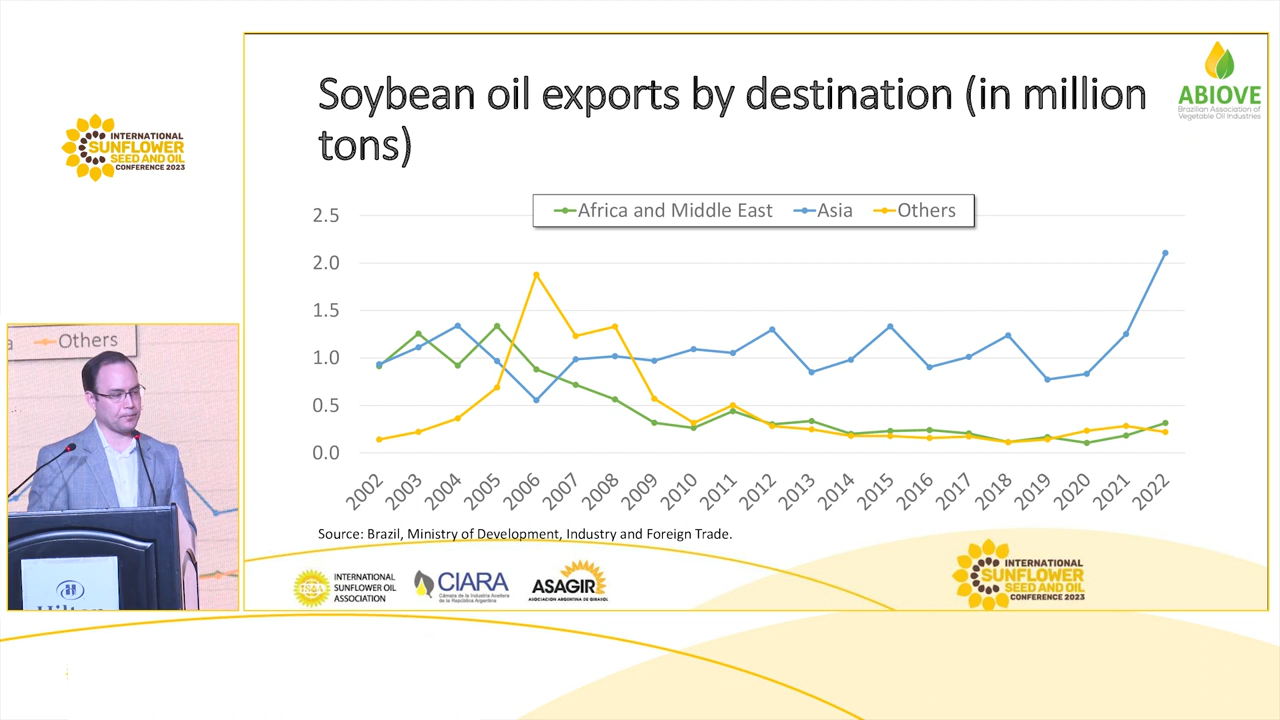 Soybean oil exports by destination (in million
tons)
ABIOVE
Brazilian Association of
Vegetable Oil Industries
INTERNATIONAL
SUNFLOWER
SEED AND OIL
CONFERENCE 2023
Africa and Middle East
Asia
Others
2.5
2.0
1.5
1.0
0.5
0.0
2002
2003
2004
2005
2006
2007
2008
2009
2010
2011
2012
2013
2014
2015
2016
2017
2018
2019
2020
2021
2022
Others
Hilton
Source: Brazil, Ministry of Development, Industry and Foreign Trade.
ISOA
INTERNATIONAL
SUNFLOWER OIL
ASSOCIATION
CIARA
Cámara de la Industria Aceitera
de la República Argentina
ASAGIR
ASOCIACIÓN ARGENTINA DE GIRASOL
INTERNATIONAL
SUNFLOWER
SEED AND OIL
CONFERENCE 2023